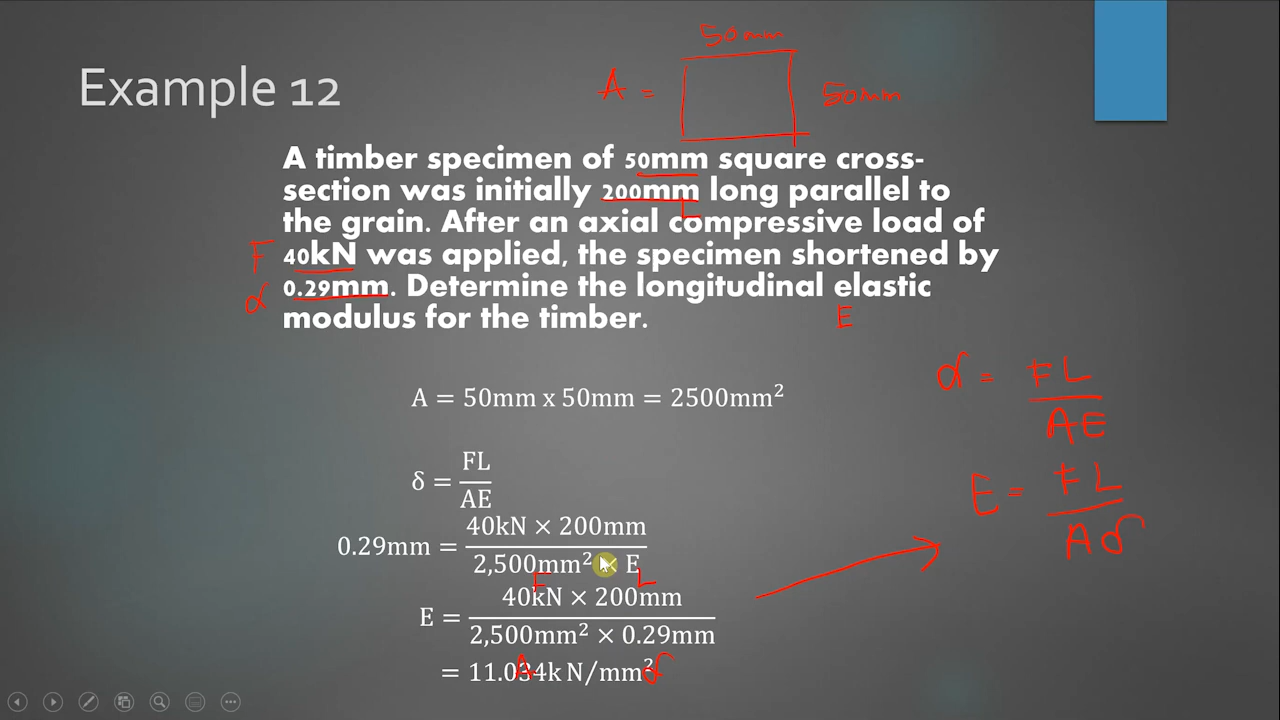 50mm
Example 12
A =
50mm
A timber specimen of 50mm square cross-
section was initially 200mm long parallel to
L
the grain. After an axial compressive load of
F
40kN was applied, the specimen shortened by
δ
0.29mm. Determine the longitudinal elastic
modulus for the timber.
E
A = 50mm x 50mm = 2500mm²
δ = FL
AE
0.29mm = 40kN × 200mm
2,500mm² × E
F L
E = 40kN × 200mm
2,500mm² × 0.29mm
A δ
= 11.034k N/mm²
δ = FL
AE
E = FL
Aδ